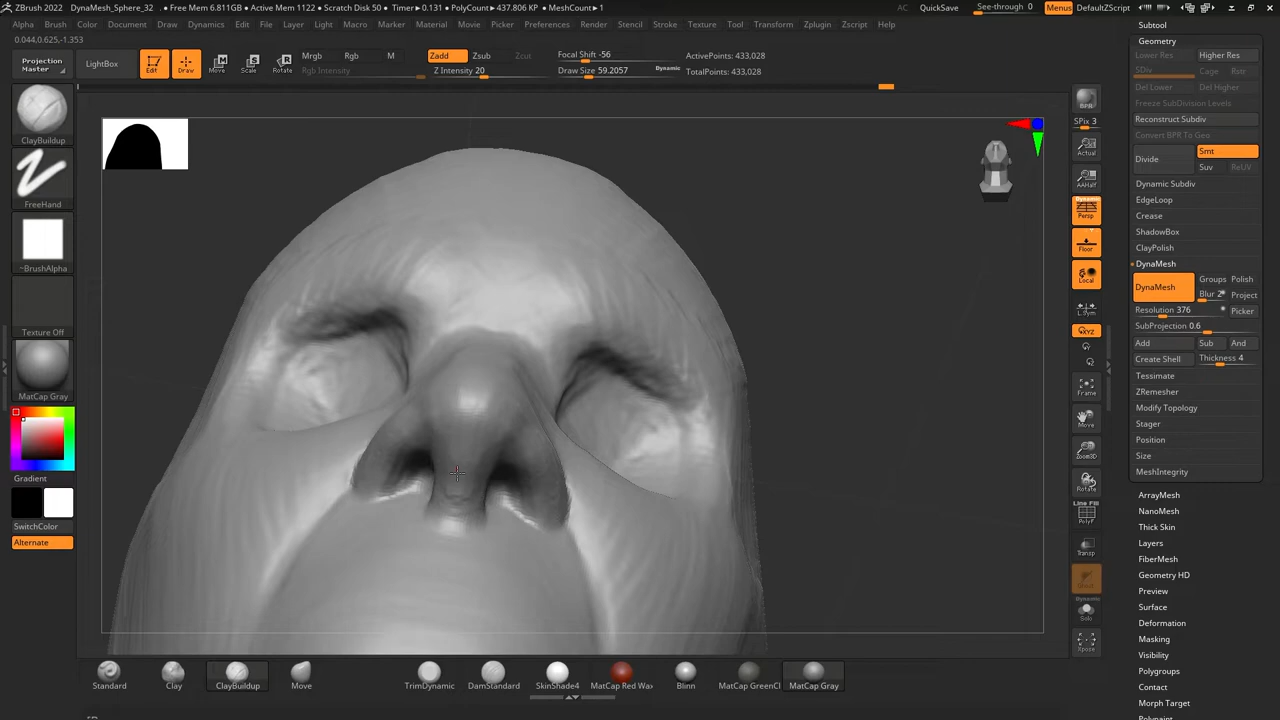 ZBrush 2022 DynaMesh_Sphere_32 • Free Mem 6.811GB • Active Mem 1122 • Scratch Disk 50 • Timer▸0.131 • PolyCount▸437.806 KP • MeshCount▸1
AC QuickSave See-through 0 Menus DefaultZScript
Alpha Brush Color Document Draw Dynamics Edit File Layer Light Macro Marker Material Movie Picker Preferences Render Stencil Stroke Texture Tool Transform Zplugin Zscript Help
0.044,0.625,-1.353
Projection Master
LightBox
Edit
Draw
Move
Scale
Rotate
Mrgb Rgb M
Rgb Intensity
Zadd Zsub Zcut
Z Intensity 20
Focal Shift -56
Draw Size 59.2057 Dynamic
ActivePoints: 433,028
TotalPoints: 433,028
ClayBuildup
FreeHand
~BrushAlpha
Texture Off
MatCap Gray
Gradient
SwitchColor
Alternate
BPR
SPix 3
Actual
AAHalf
Dynamic
Persp
Floor
Local
L.Sym
XYZ
Frame
Move
Zoom3D
Rotate
Line Fill
PolyF
Transp
Dynamic
Solo
Xpose
Subtool
Geometry
Lower Res Higher Res
SDiv Cage Rstr
Del Lower Del Higher
Freeze SubDivision Levels
Reconstruct Subdiv
Convert BPR To Geo
Divide Smt
Suv ReUV
Dynamic Subdiv
EdgeLoop
Crease
ShadowBox
ClayPolish
DynaMesh
DynaMesh Groups Polish
Blur 2 Project
Resolution 376 Picker
SubProjection 0.6
Add Sub And
Create Shell Thickness 4
Tessimate
ZRemesher
Modify Topology
Stager
Position
Size
MeshIntegrity
ArrayMesh
NanoMesh
Thick Skin
Layers
FiberMesh
Geometry HD
Preview
Surface
Deformation
Masking
Visibility
Polygroups
Contact
Morph Target
Polypaint
Standard Clay ClayBuildup Move TrimDynamic DamStandard SkinShade4 MatCap Red Wax Blinn MatCap GreenCl MatCap Gray